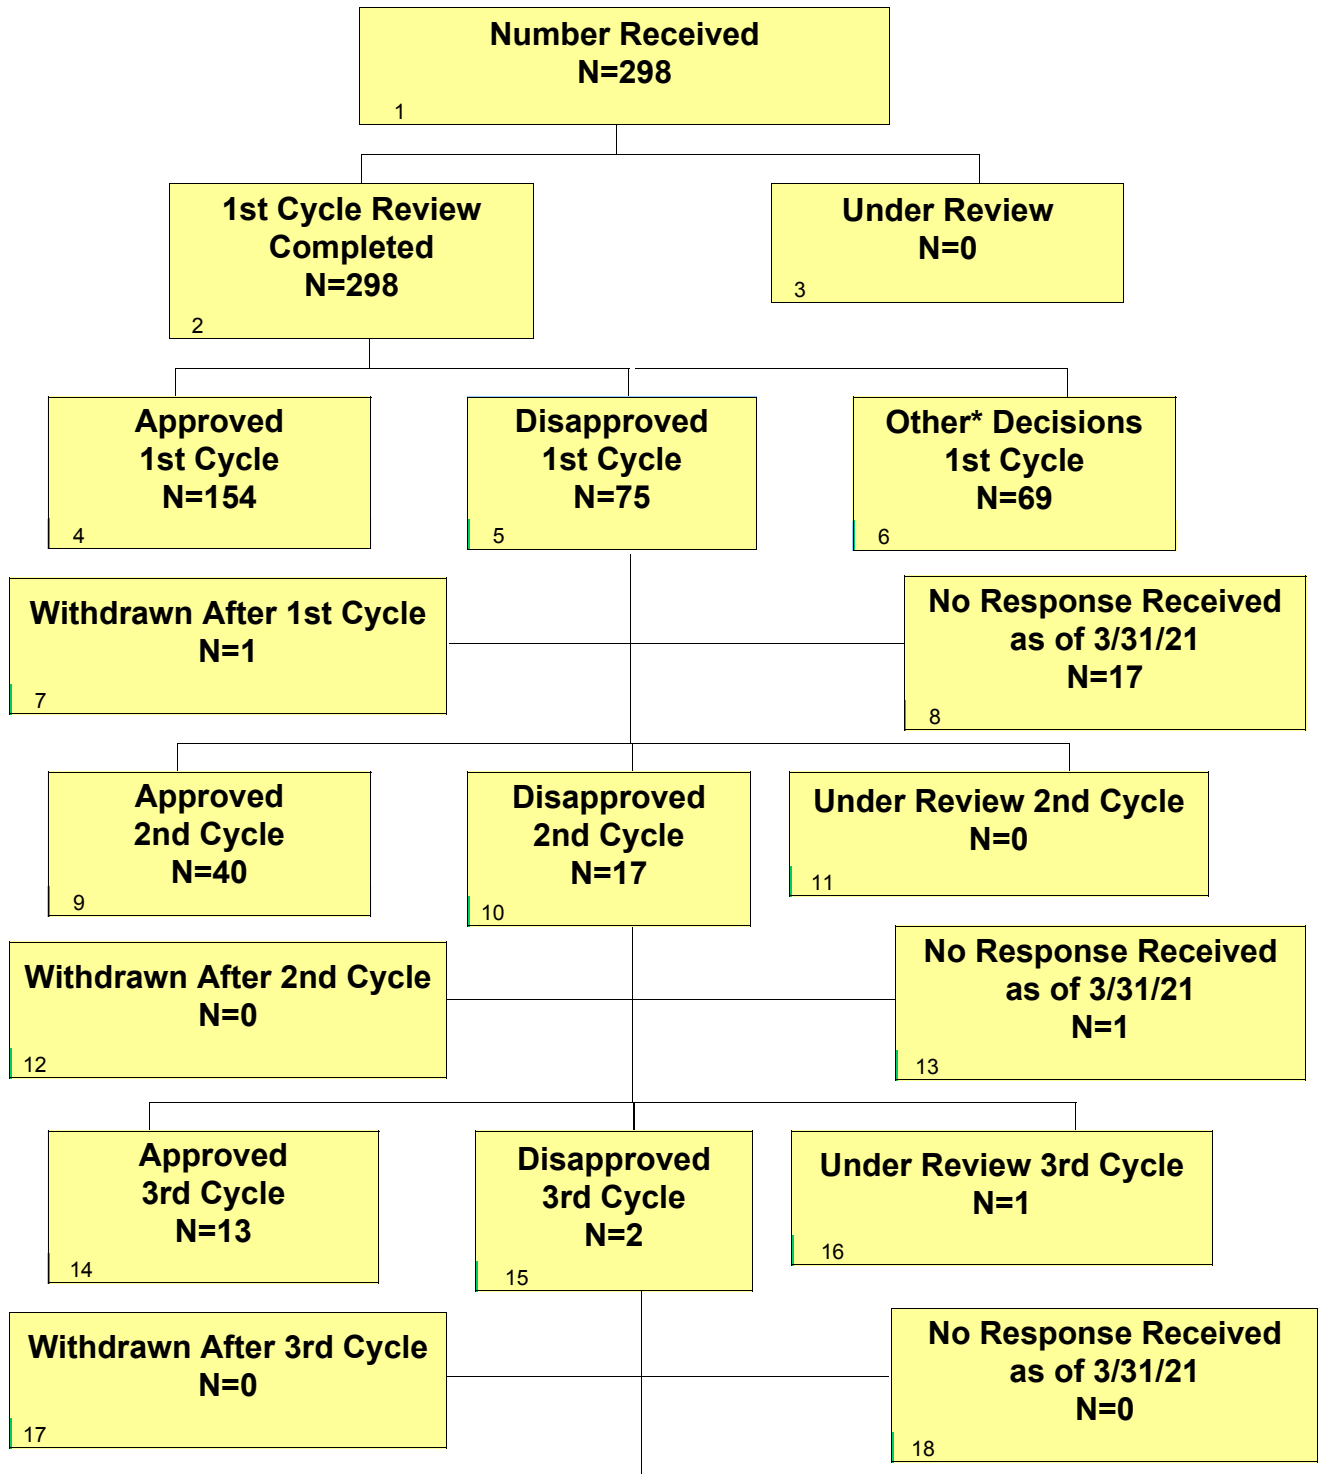 Number Received
N=298
1
1st Cycle Review
Completed
N=298
2
Under Review
N=0
3
Approved
1st Cycle
N=154
4
Disapproved
1st Cycle
N=75
5
Other* Decisions
1st Cycle
N=69
6
Withdrawn After 1st Cycle
N=1
7
No Response Received
as of 3/31/21
N=17
8
Approved
2nd Cycle
N=40
9
Disapproved
2nd Cycle
N=17
10
Under Review 2nd Cycle
N=0
11
Withdrawn After 2nd Cycle
N=0
12
No Response Received
as of 3/31/21
N=1
13
Approved
3rd Cycle
N=13
14
Disapproved
3rd Cycle
N=2
15
Under Review 3rd Cycle
N=1
16
Withdrawn After 3rd Cycle
N=0
17
No Response Received
as of 3/31/21
N=0
18